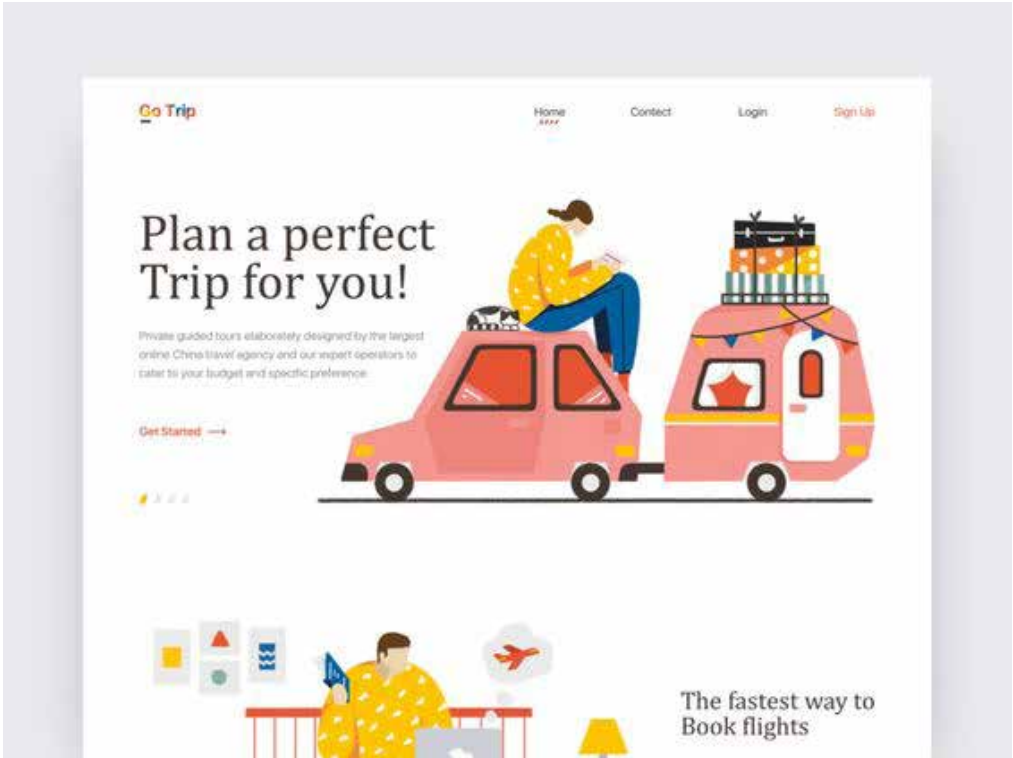 Go Trip
Home
Contect
Login
Sign Up
Plan a perfect
Trip for you!
Private guided tours elaborately designed by the largest
online China travel agency and our expert operators to
cater to your budget and specific preference
Get Started
The fastest way to
Book flights